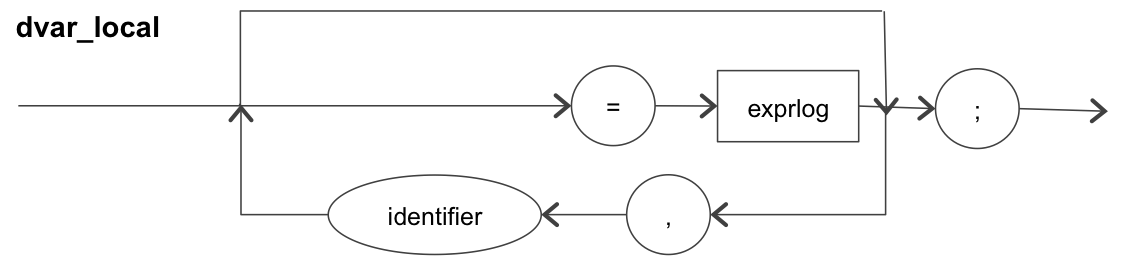 dvar_local
=
exprlog
;
identifier
,